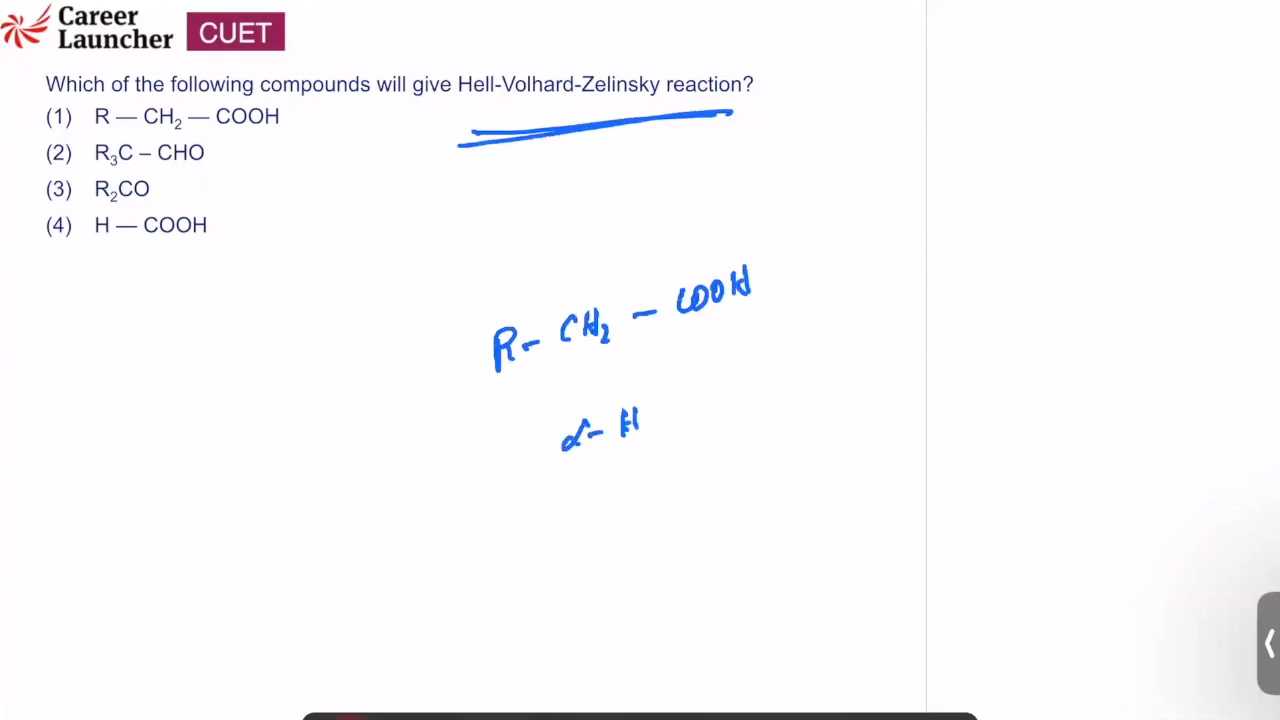 Career
Launcher CUET
Which of the following compounds will give Hell-Volhard-Zelinsky reaction?
(1) R — CH₂ — COOH
(2) R₃C – CHO
(3) R₂CO
(4) H — COOH
R - CH₂ - COOH
α - H